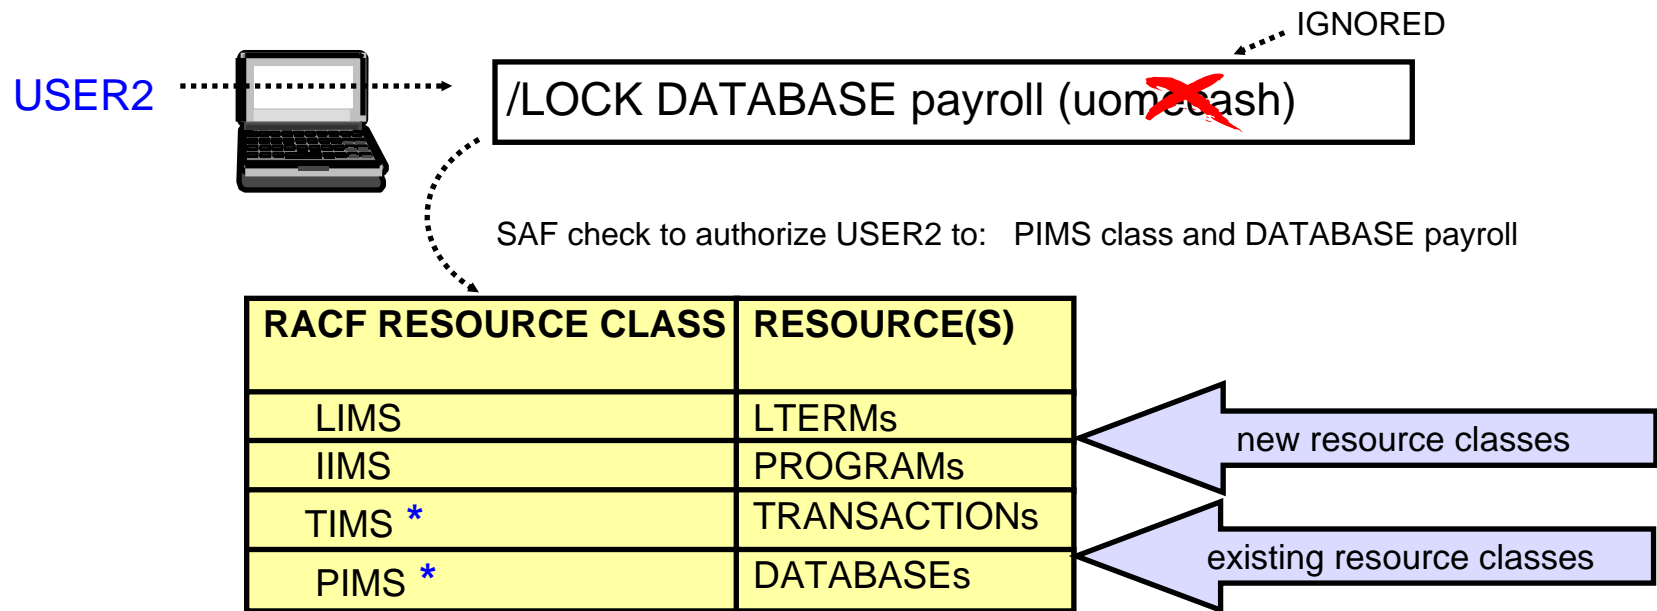 IGNORED
USER2
/LOCK DATABASE payroll (uomecash)
SAF check to authorize USER2 to: PIMS class and DATABASE payroll
RACF RESOURCE CLASS RESOURCE(S)
LIMS LTERMs
new resource classes
IIMS PROGRAMs
TIMS * TRANSACTIONs
existing resource classes
PIMS * DATABASEs